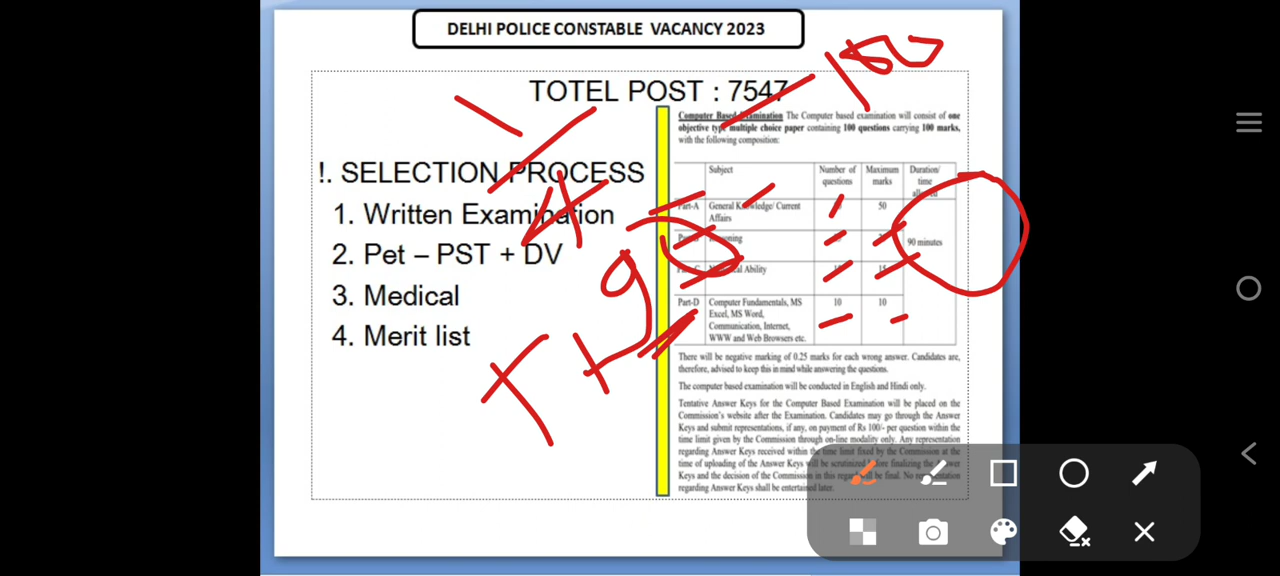 DELHI POLICE CONSTABLE VACANCY 2023
TOTEL POST : 7547
!. SELECTION PROCESS
1. Written Examination
2. Pet – PST + DV
3. Medical
4. Merit list
Computer Based Examination The Computer based examination will consist of one
objective type multiple choice paper containing 100 questions carrying 100 marks,
with the following composition:
Subject Number of questions Maximum marks Duration/ time
Part-A General Knowledge/ Current Affairs 50
Reasoning
90 minutes
Ability
Part-D Computer Fundamentals, MS Excel, MS Word, Communication, Internet, WWW and Web Browsers etc. 10 10
There will be negative marking of 0.25 marks for each wrong answer. Candidates are,
therefore, advised to keep this in mind while answering the questions.
The computer based examination will be conducted in English and Hindi only.
Tentative Answer Keys for the Computer Based Examination will be placed on the
Commission's website after the Examination. Candidates may go through the Answer
Keys and submit representations, if any, on payment of Rs 100/- per question within the
time limit given by the Commission through on-line modality only. Any representation
regarding Answer Keys received within the time limit fixed by the Commission at the
time of uploading of the Answer Keys will be scrutinized before finalizing the Answer
Keys and the decision of the Commission in this regard will be final. No representation
regarding Answer Keys shall be entertained later.